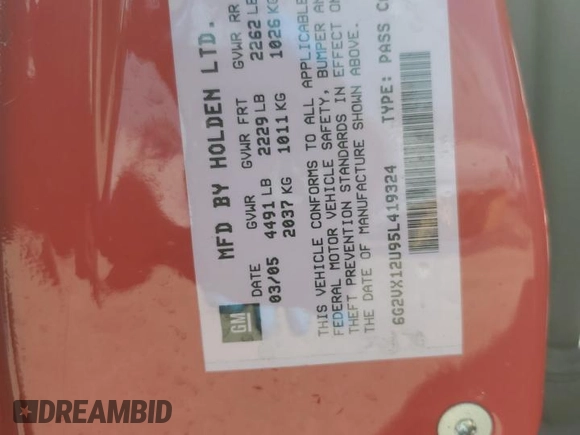 MFD BY HOLDEN LTD.
DATE GVWR GVWR FRT GVWR RR
03/05 4491 LB 2229 LB 2262 LB
2037 KG 1011 KG 1026 KG
THIS VEHICLE CONFORMS TO ALL APPLICABLE
FEDERAL MOTOR VEHICLE SAFETY, BUMPER AND
THEFT PREVENTION STANDARDS IN EFFECT ON
THE DATE OF MANUFACTURE SHOWN ABOVE.
6G2VX12U95L419324 TYPE: PASS C
GM
DREAMBID